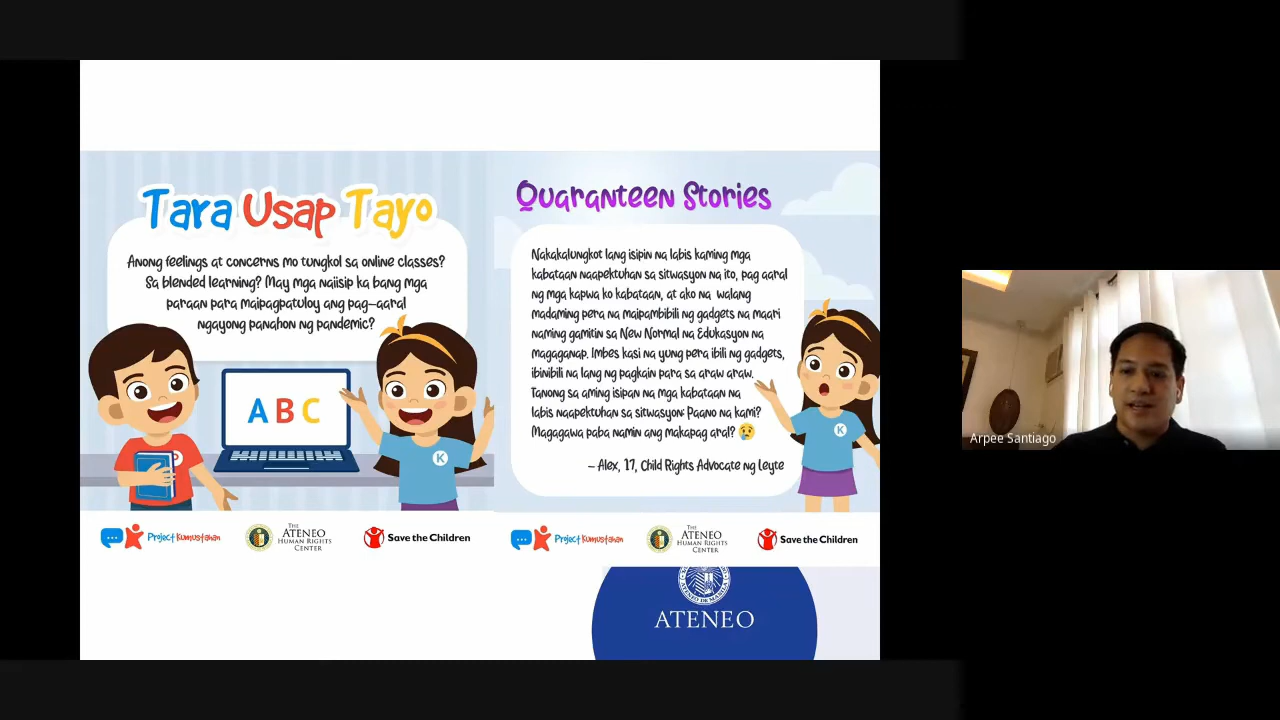 Tara Usap Tayo
Anong feelings at concerns mo tungkol sa online classes?
Sa blended learning? May mga naiisip ka bang mga
paraan para maipagpatuloy ang pag-aaral
ngayong panahon ng pandemic?
A B C
K
Project Kumustahan
THE
ATENEO
HUMAN RIGHTS
CENTER
Save the Children
Quaranteen Stories
Nakakalungkot lang isipin na labis kaming mga
kabataan naapektuhan sa sitwasyon na ito, pag aaral
ng mga kapwa ko kabataan, at ako na walang
madaming pera na maipambibili ng gadgets na maari
naming gamitin sa New Normal na Edukasyon na
magaganap. Imbes kasi na yung pera ibili ng gadgets,
ibinibili na lang ng pagkain para sa araw araw.
Tanong sa aming isipan na mga kabataan na
labis naapektuhan sa sitwasyon: Paano na kami?
Magagawa paba namin ang makapag aral? 😢
~ Alex, 17, Child Rights Advocate ng Leyte
K
Project Kumustahan
THE
ATENEO
HUMAN RIGHTS
CENTER
Save the Children
ATENEO
Arpee Santiago